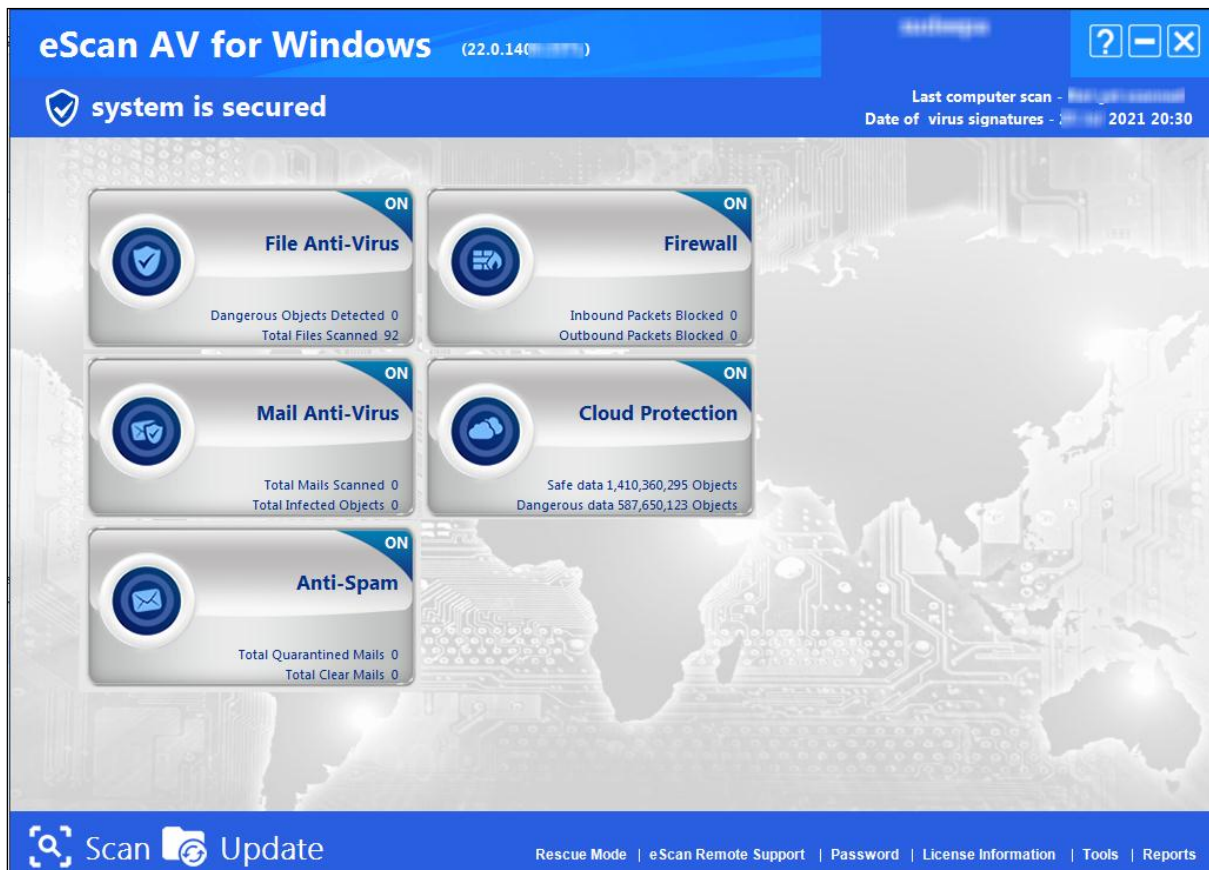 eScan AV for Windows (22.0.140 )
system is secured
Last computer scan -
Date of virus signatures - 2021 20:30
ON
File Anti-Virus
Dangerous Objects Detected 0
Total Files Scanned 92
ON
Firewall
Inbound Packets Blocked 0
Outbound Packets Blocked 0
ON
Mail Anti-Virus
Total Mails Scanned 0
Total Infected Objects 0
ON
Cloud Protection
Safe data 1,410,360,295 Objects
Dangerous data 587,650,123 Objects
ON
Anti-Spam
Total Quarantined Mails 0
Total Clear Mails 0
Scan Update
Rescue Mode | eScan Remote Support | Password | License Information | Tools | Reports